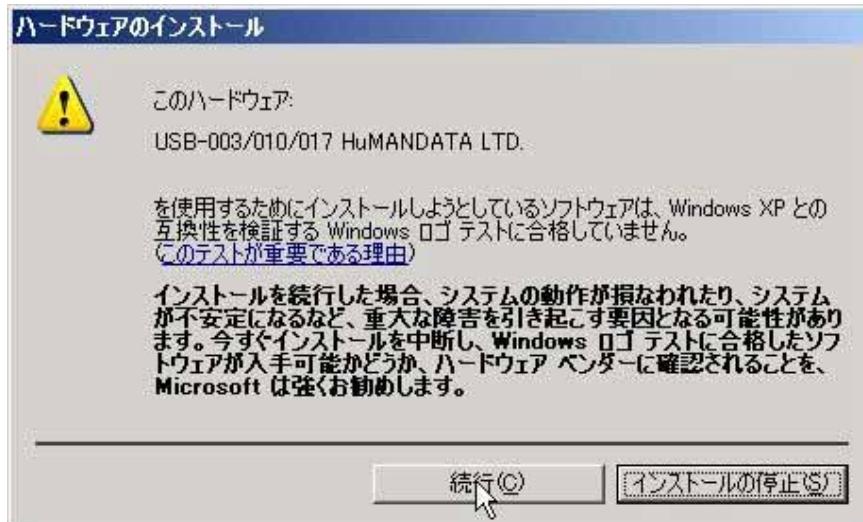 ハードウェアのインストール
このハードウェア:
USB-003/010/017 HuMANDATA LTD.
を使用するためにインストールしようとしているソフトウェアは、Windows XP との
互換性を検証する Windows ロゴ テストに合格していません。
(このテストが重要である理由)
インストールを続行した場合、システムの動作が損なわれたり、システム
が不安定になるなど、重大な障害を引き起こす要因となる可能性があり
ます。今すぐインストールを中断し、Windows ロゴ テストに合格したソフ
トウェアが入手可能かどうか、ハードウェア ベンダーに確認されることを、
Microsoft は強くお勧めします。
続行(C) インストールの停止(S)